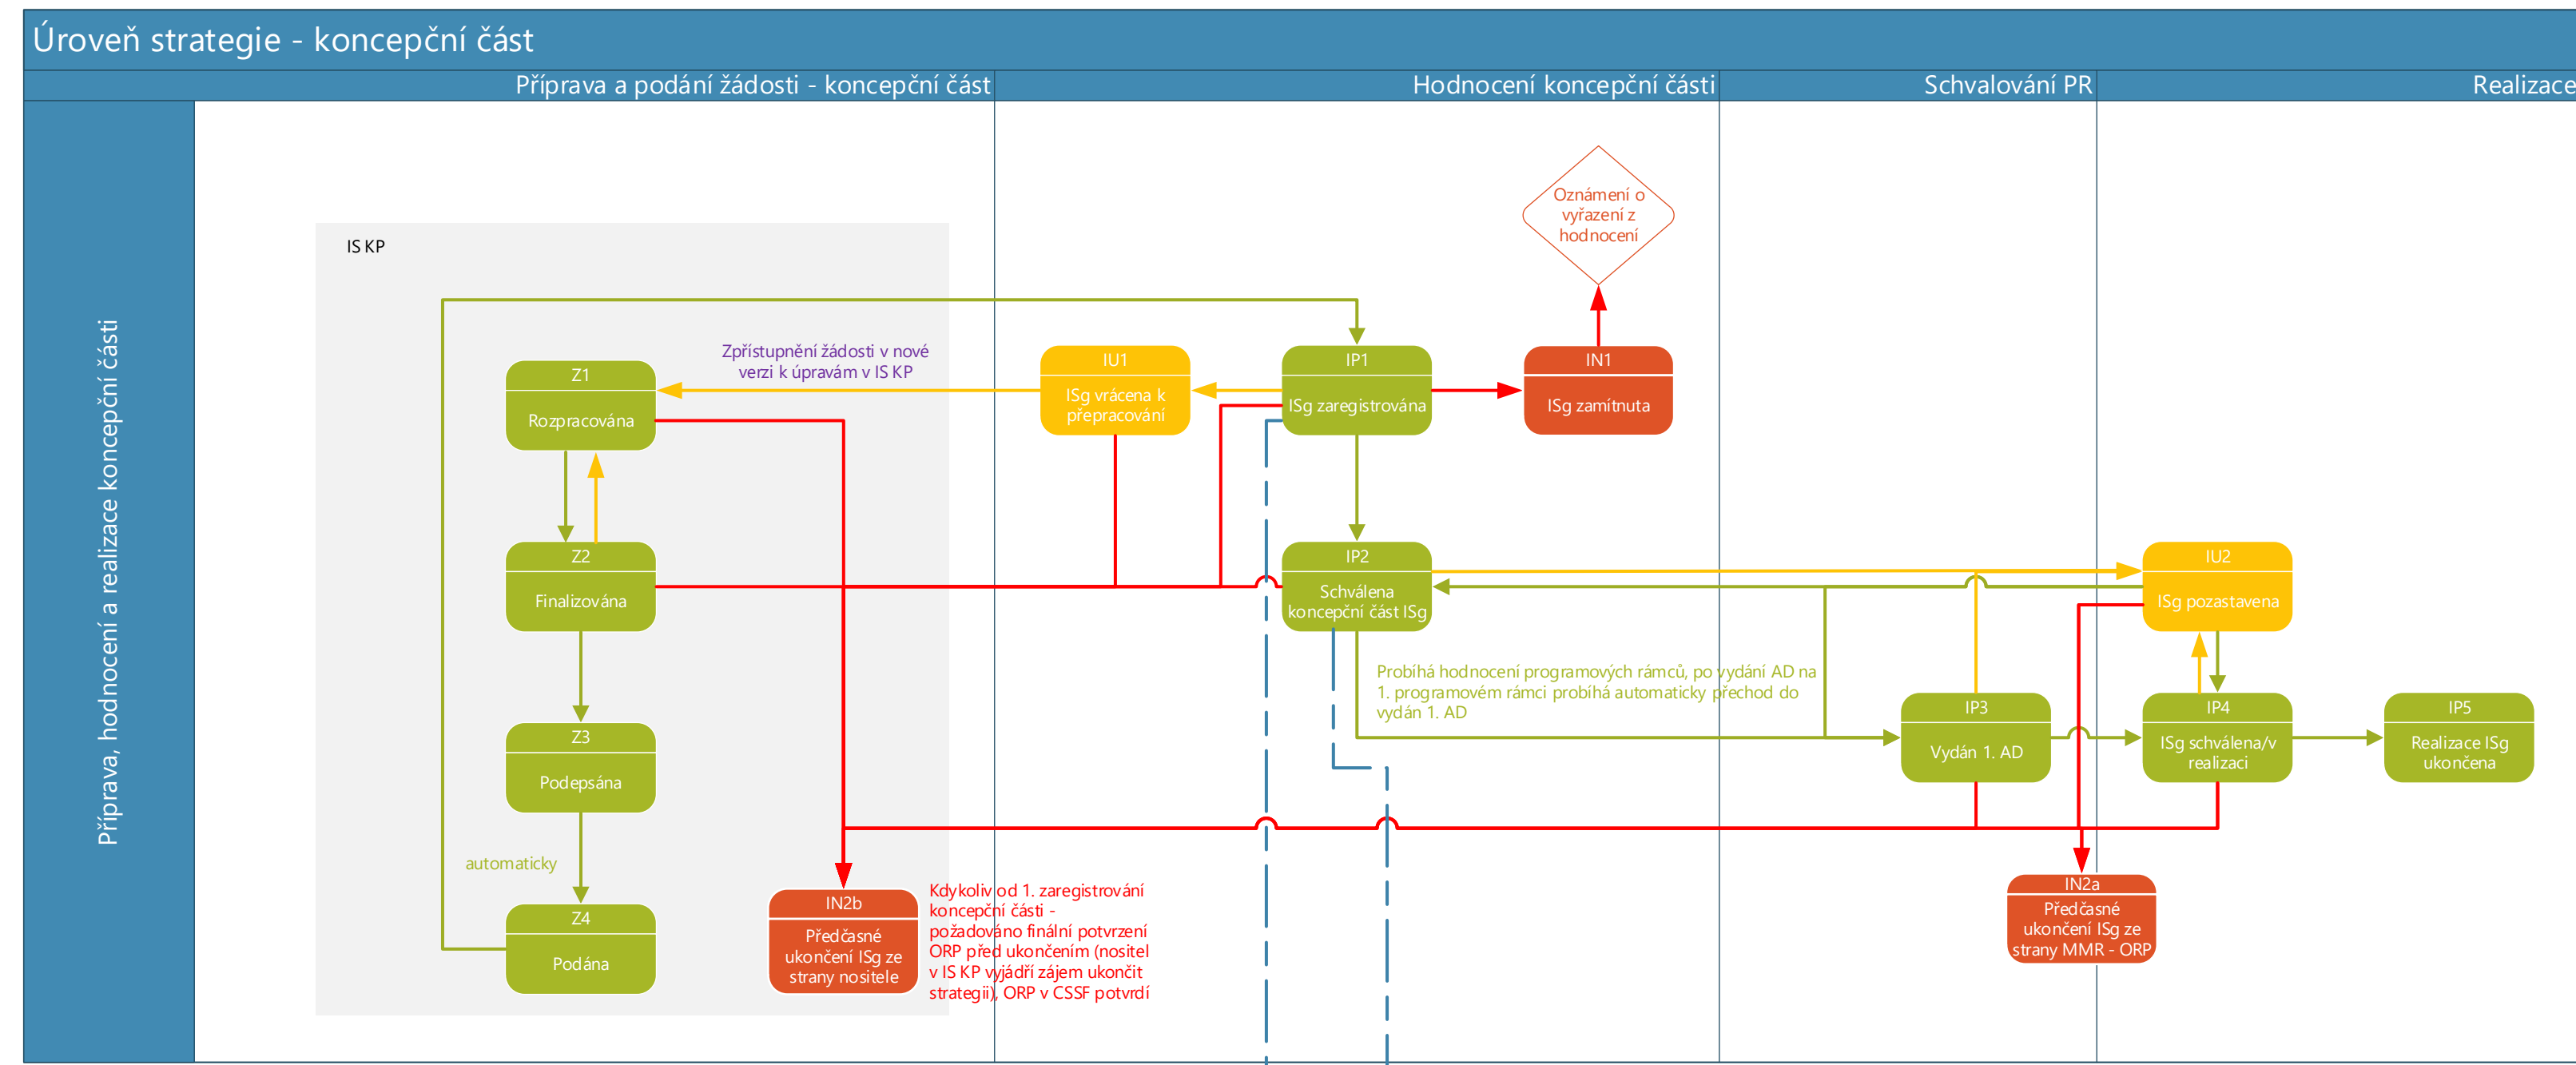 Úroveň strategie - koncepční část
Příprava a podání žádosti - koncepční část
Hodnocení koncepční části
Schvalování PR
Realizace
Příprava, hodnocení a realizace koncepční části
IS KP
Oznámení o
vyřazení z
hodnocení
Zpřístupnění žádosti v nové
verzi k úpravám v IS KP
Z1
Rozpracována
IU1
ISg vrácena k
přepracování
IP1
ISg zaregistrována
IN1
ISg zamítnuta
Z2
Finalizována
IP2
Schválena
koncepční část ISg
IU2
ISg pozastavena
Probíhá hodnocení programových rámců, po vydání AD na
1. programovém rámci probíhá automaticky přechod do
vydán 1. AD
Z3
Podepsána
IP3
Vydán 1. AD
IP4
ISg schválena/v
realizaci
IP5
Realizace ISg
ukončena
automaticky
Z4
Podána
IN2b
Předčasné
ukončení ISg ze
strany nositele
Kdykoliv od 1. zaregistrování
koncepční části -
požadováno finální potvrzení
ORP před ukončením (nositel
v IS KP vyjádří zájem ukončit
strategii), ORP v CSSF potvrdí
IN2a
Předčasné
ukončení ISg ze
strany MMR - ORP